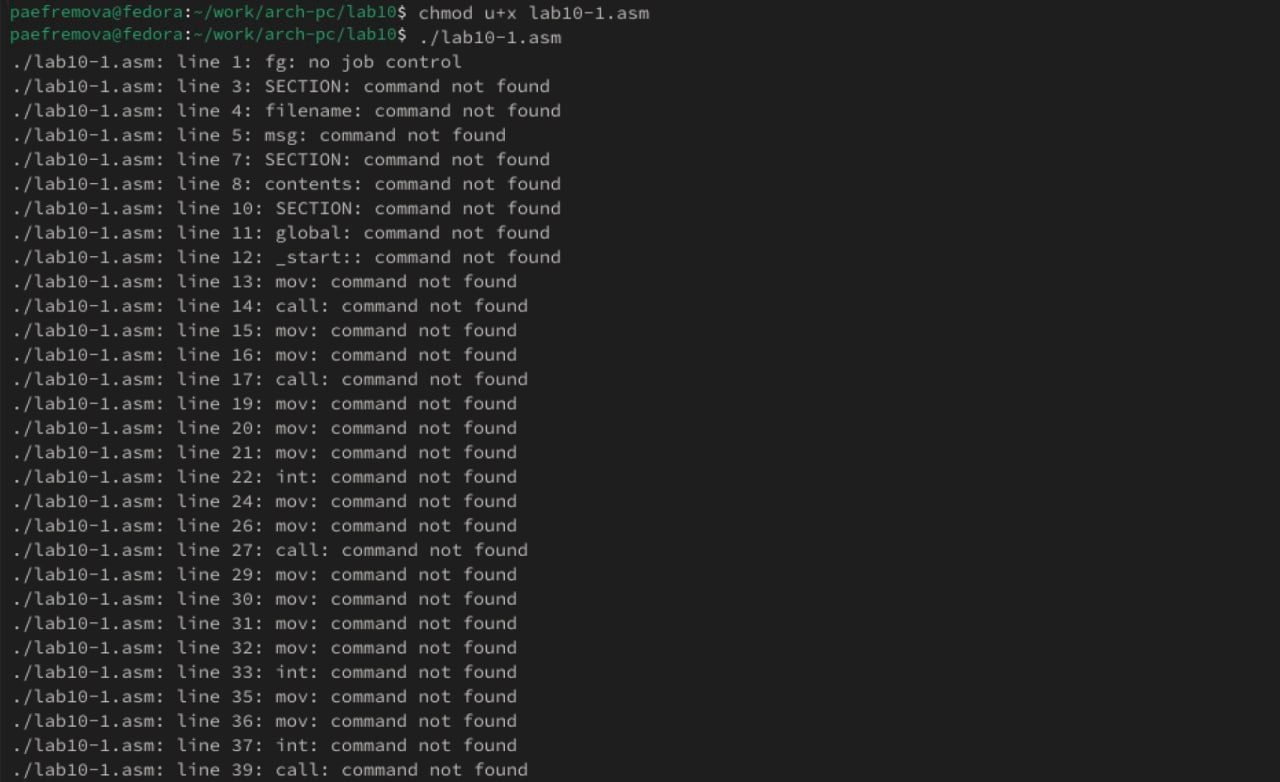 paefremova@fedora:~/work/arch-pc/lab10$ chmod u+x lab10-1.asm
paefremova@fedora:~/work/arch-pc/lab10$ ./lab10-1.asm
./lab10-1.asm: line 1: fg: no job control
./lab10-1.asm: line 3: SECTION: command not found
./lab10-1.asm: line 4: filename: command not found
./lab10-1.asm: line 5: msg: command not found
./lab10-1.asm: line 7: SECTION: command not found
./lab10-1.asm: line 8: contents: command not found
./lab10-1.asm: line 10: SECTION: command not found
./lab10-1.asm: line 11: global: command not found
./lab10-1.asm: line 12: _start:: command not found
./lab10-1.asm: line 13: mov: command not found
./lab10-1.asm: line 14: call: command not found
./lab10-1.asm: line 15: mov: command not found
./lab10-1.asm: line 16: mov: command not found
./lab10-1.asm: line 17: call: command not found
./lab10-1.asm: line 19: mov: command not found
./lab10-1.asm: line 20: mov: command not found
./lab10-1.asm: line 21: mov: command not found
./lab10-1.asm: line 22: int: command not found
./lab10-1.asm: line 24: mov: command not found
./lab10-1.asm: line 26: mov: command not found
./lab10-1.asm: line 27: call: command not found
./lab10-1.asm: line 29: mov: command not found
./lab10-1.asm: line 30: mov: command not found
./lab10-1.asm: line 31: mov: command not found
./lab10-1.asm: line 32: mov: command not found
./lab10-1.asm: line 33: int: command not found
./lab10-1.asm: line 35: mov: command not found
./lab10-1.asm: line 36: mov: command not found
./lab10-1.asm: line 37: int: command not found
./lab10-1.asm: line 39: call: command not found